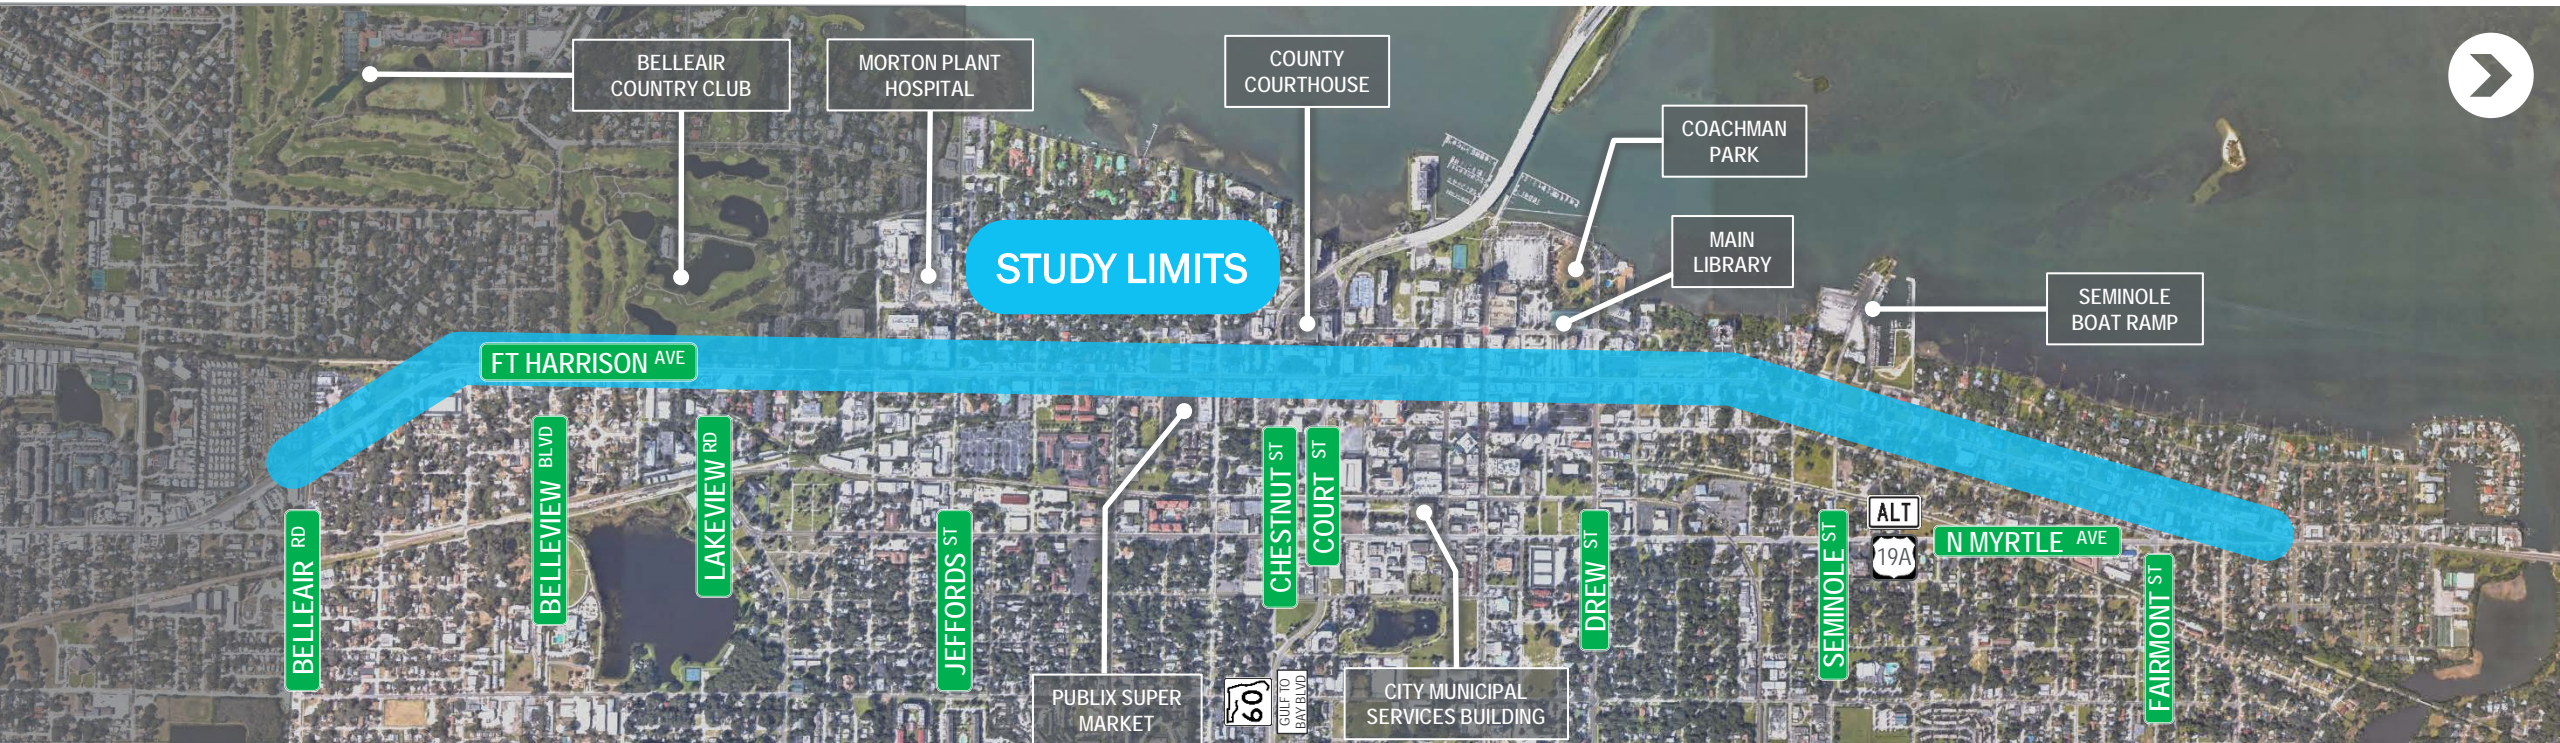 BELLEAIR
COUNTRY CLUB
MORTON PLANT
HOSPITAL
COUNTY
COURTHOUSE
COACHMAN
PARK
MAIN
LIBRARY
SEMINOLE
BOAT RAMP
STUDY LIMITS
FT HARRISON AVE
BELLEAIR RD
BELLEVIEW BLVD
LAKEVIEW RD
JEFFORDS ST
CHESTNUT ST
COURT ST
DREW ST
SEMINOLE ST
ALT
19A
N MYRTLE AVE
FAIRMONT ST
PUBLIX SUPER
MARKET
60
GULF TO
BAY BLVD
CITY MUNICIPAL
SERVICES BUILDING